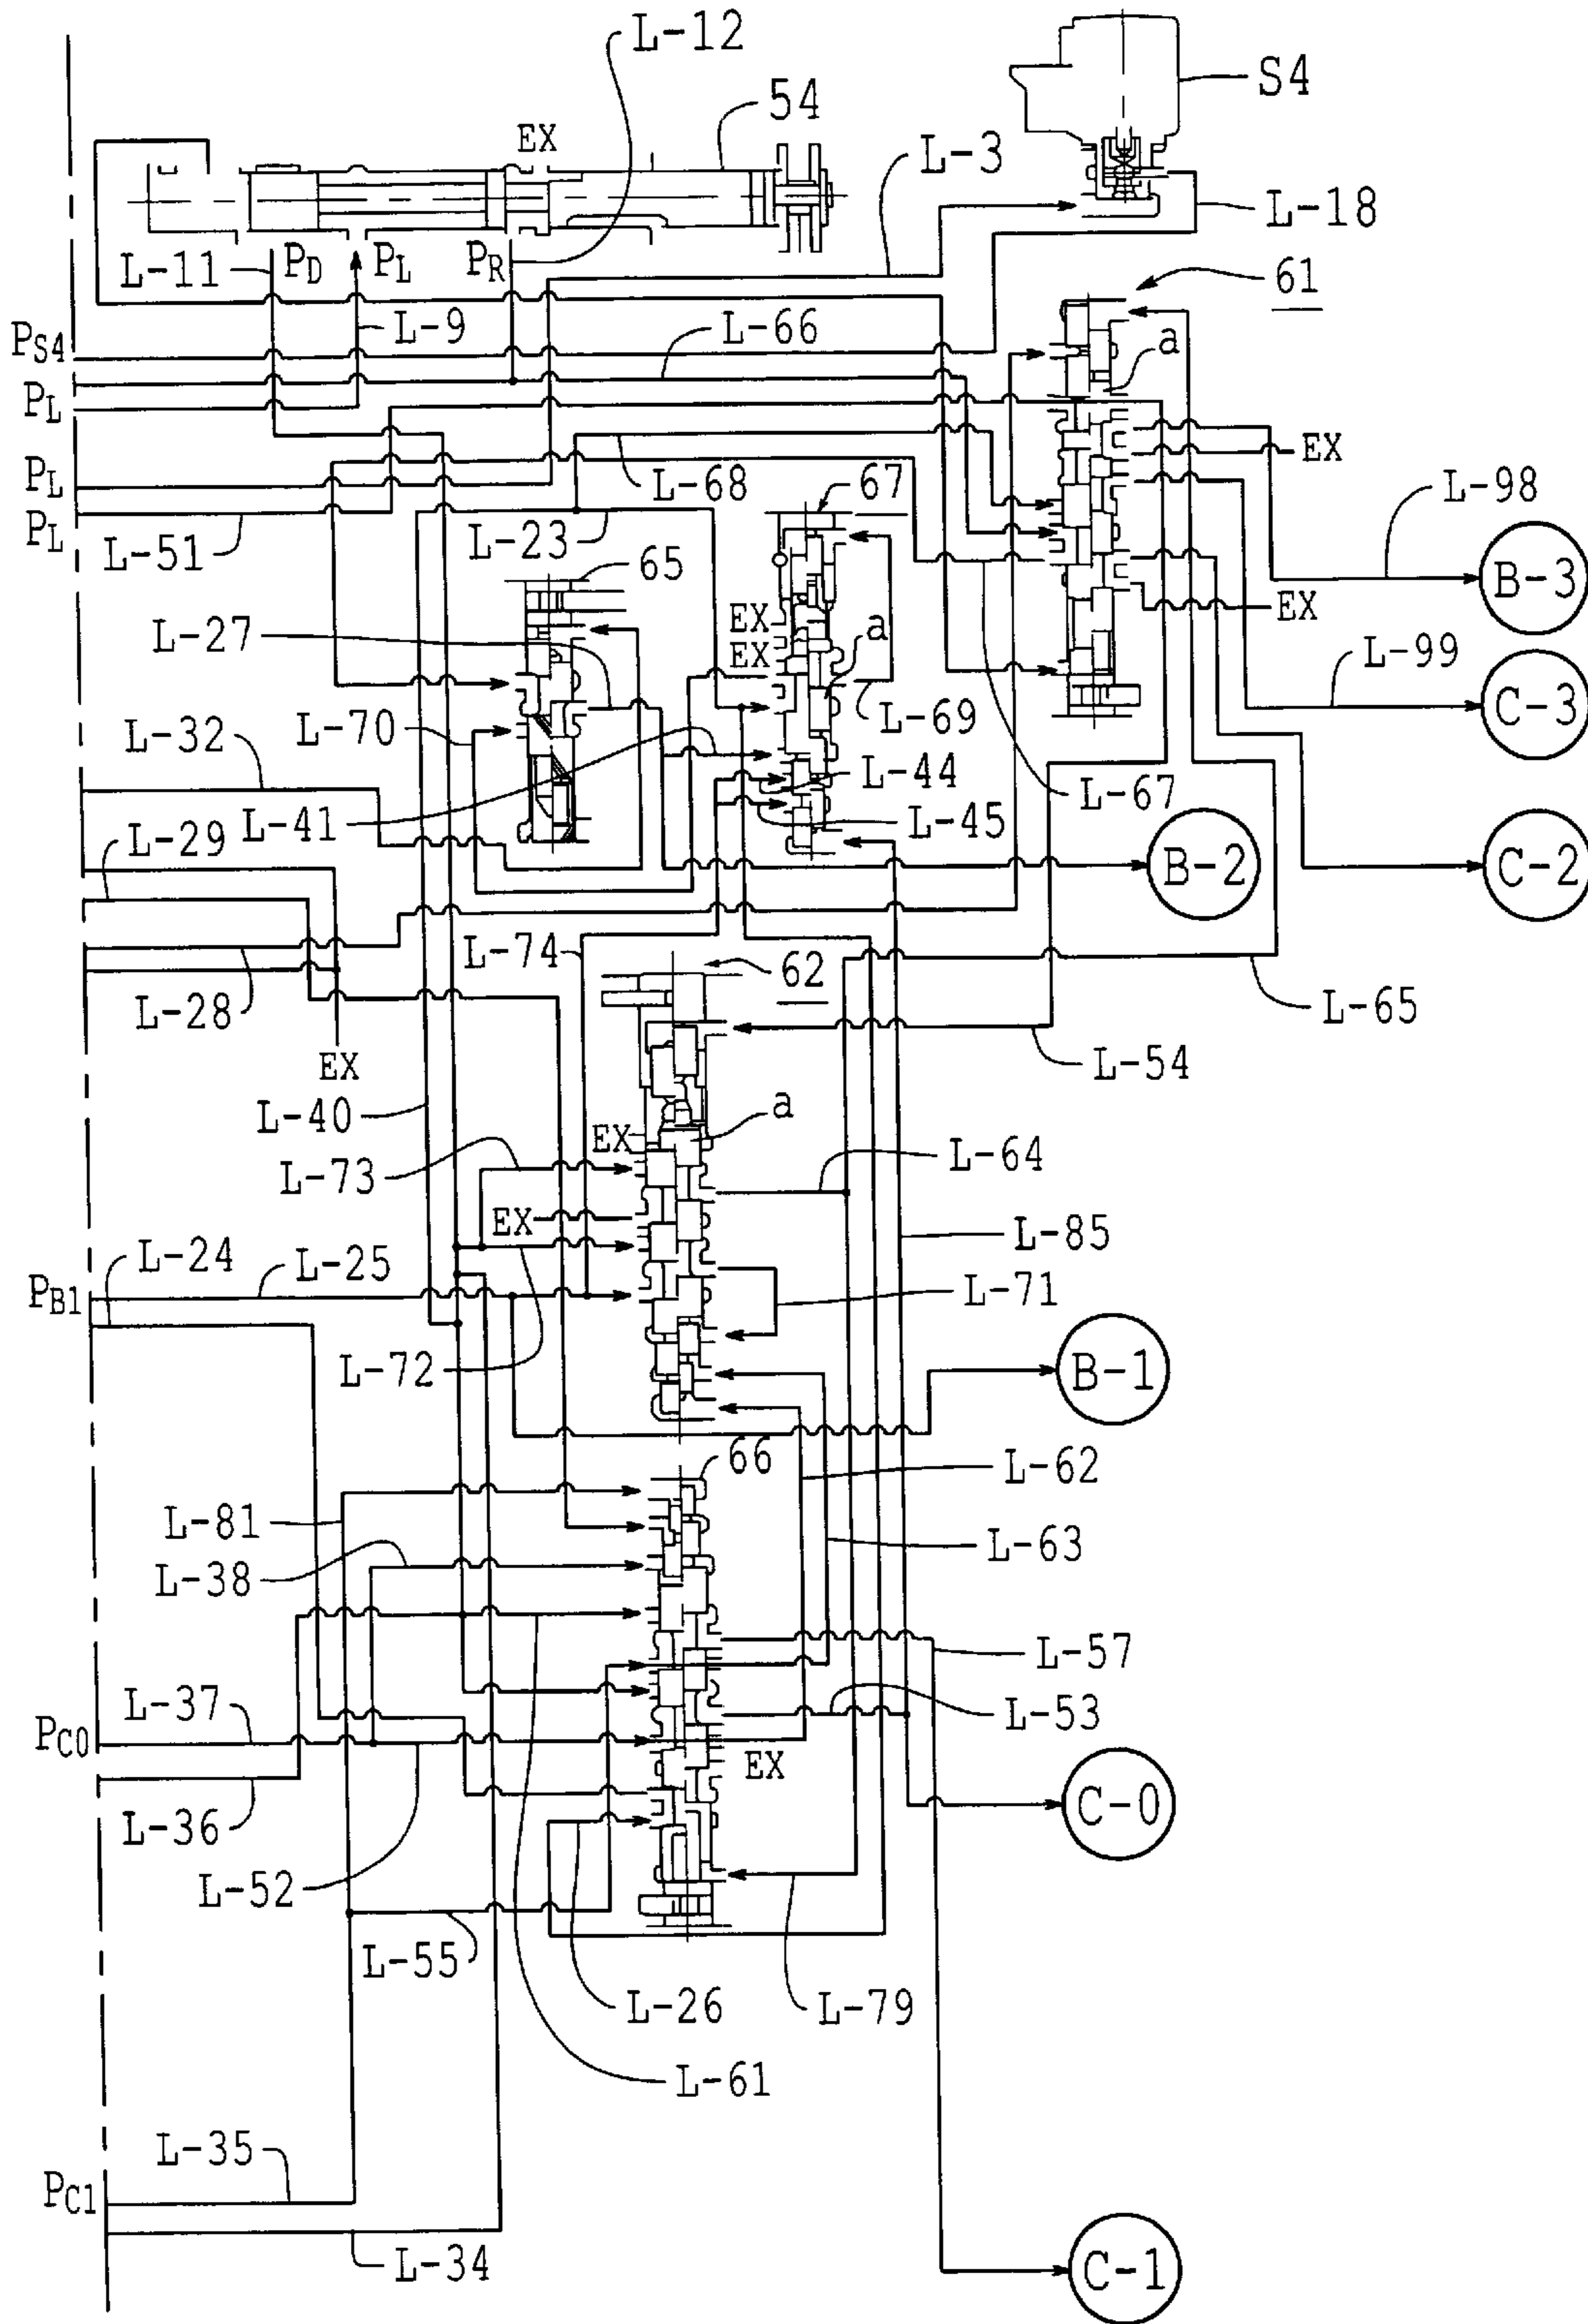 L-12
S4
54
EX
L-3
L-18
L-11
PD
PL
PR
61
L-9
L-66
a
PS4
PL
EX
PL
L-68
67
L-98
PL
L-51
L-23
65
B-3
EX
L-27
EX
a
EX
L-99
C-3
L-70
L-69
L-32
L-44
L-67
L-41
L-45
L-29
B-2
C-2
L-74
62
L-28
L-65
EX
L-54
L-40
a
EX
L-64
L-73
EX
L-85
L-24
L-25
L-71
PB1
L-72
B-1
66
L-62
L-81
L-63
L-38
L-57
L-37
L-53
PC0
EX
C-0
L-36
L-52
L-55
L-26
L-79
L-61
L-35
PC1
L-34
C-1